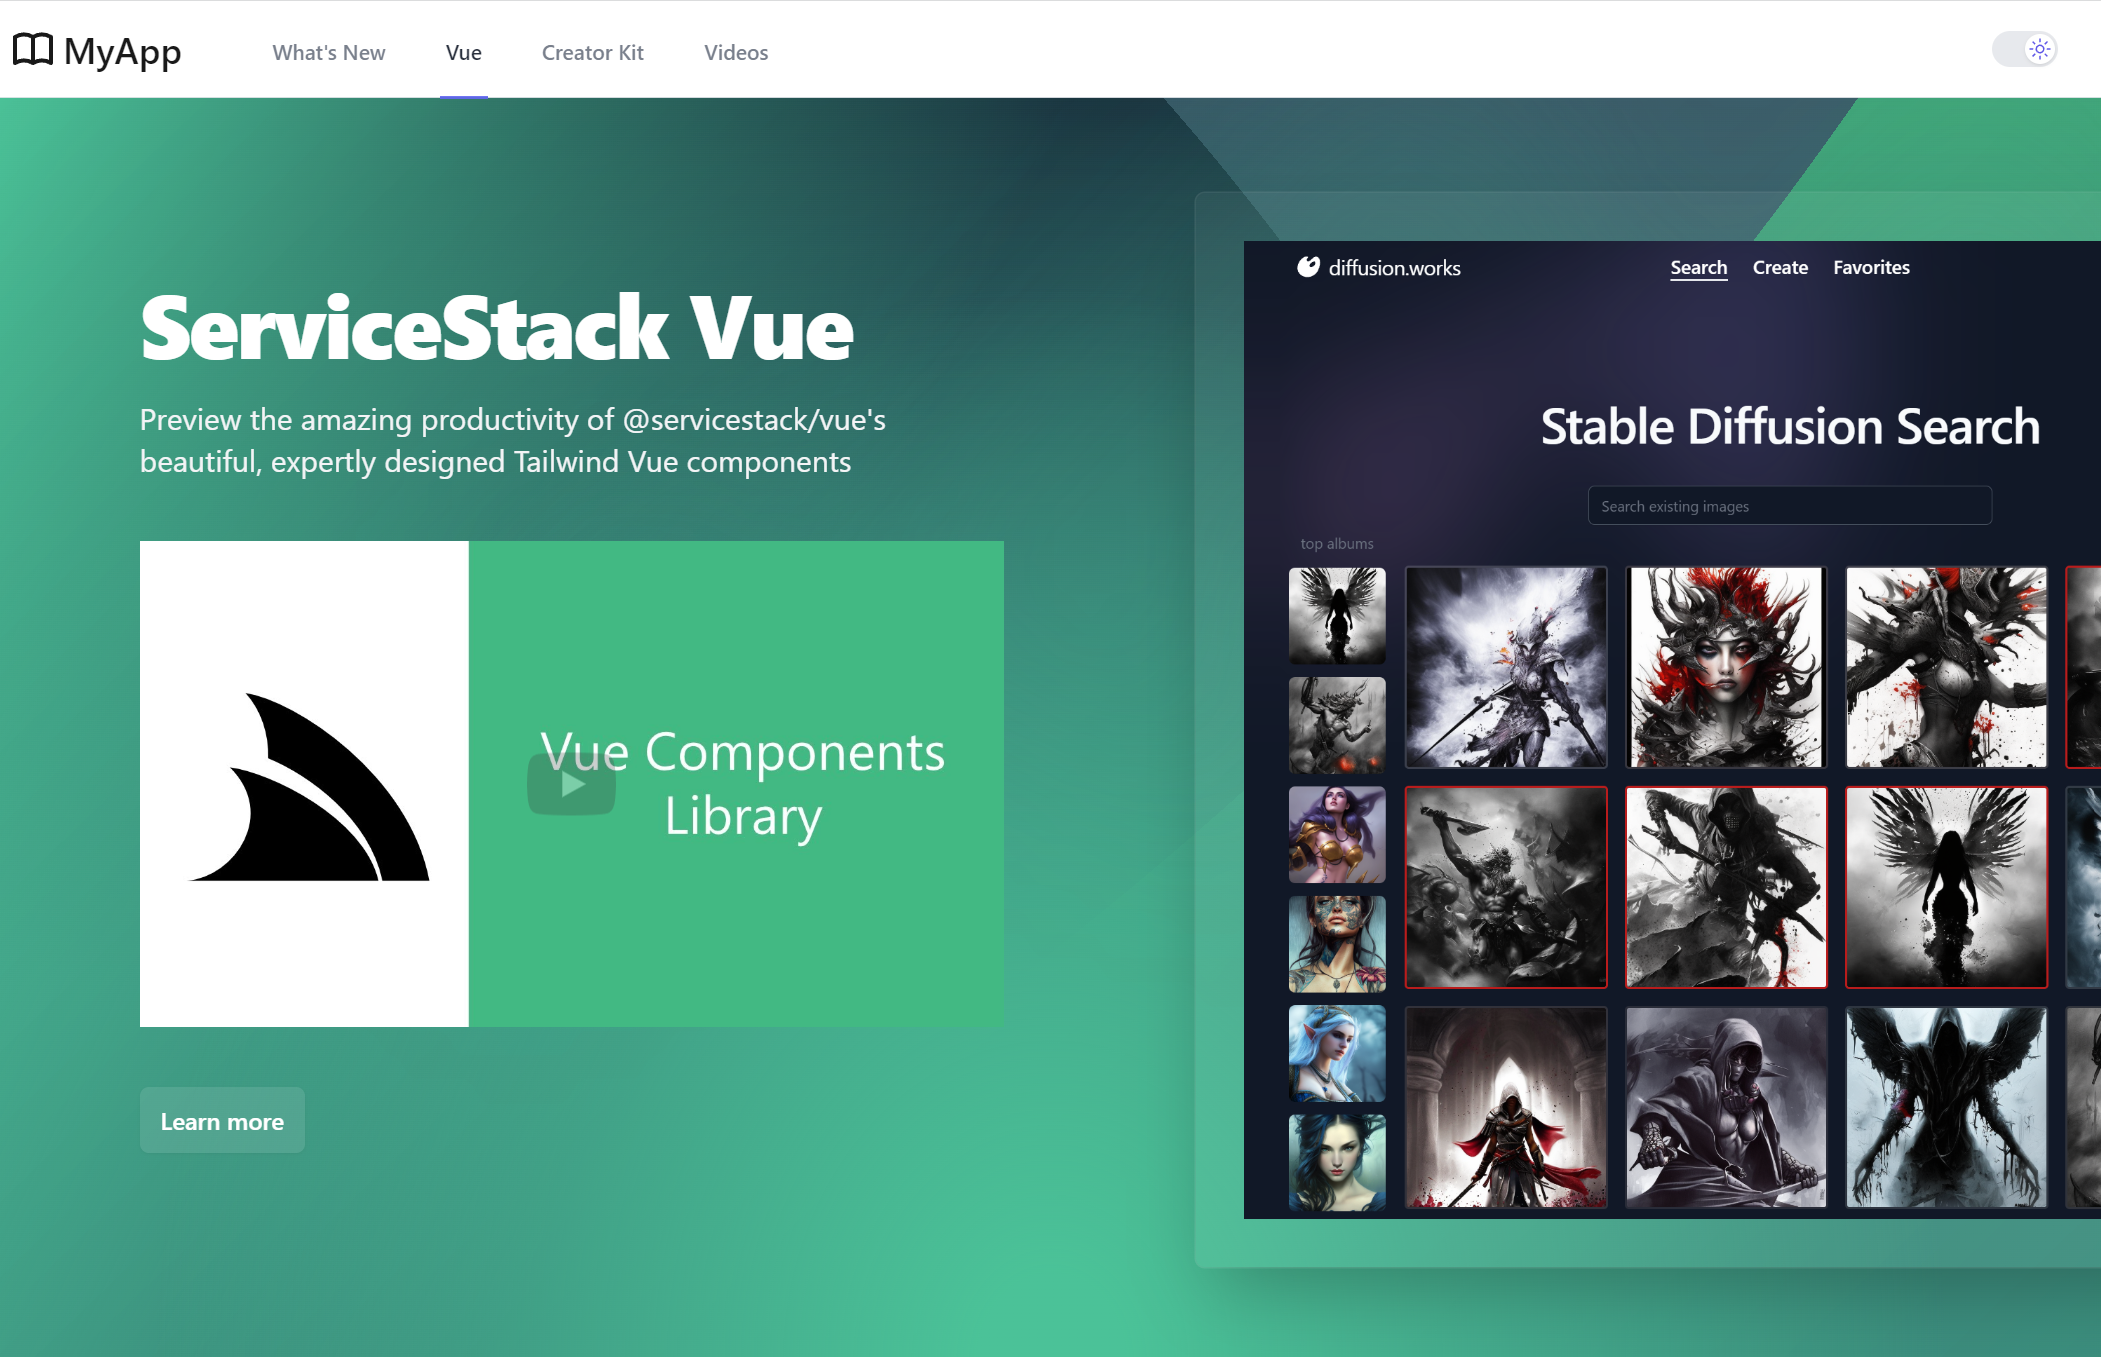 MyApp
What's New
Vue
Creator Kit
Videos
ServiceStack Vue
Preview the amazing productivity of @servicestack/vue's
beautiful, expertly designed Tailwind Vue components
Vue Components
Library
Learn more
diffusion.works
Search
Create
Favorites
Stable Diffusion Search
Search existing images
top albums